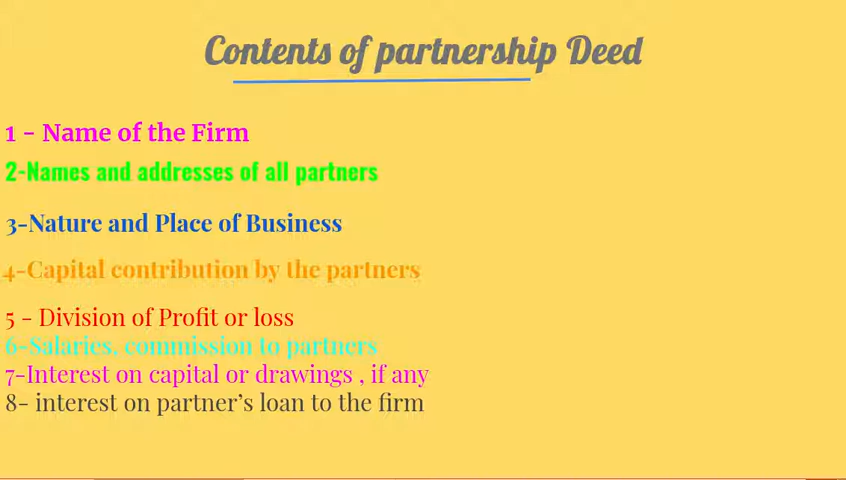 Contents of partnership Deed
1 - Name of the Firm
2-Names and addresses of all partners
3-Nature and Place of Business
4-Capital contribution by the partners
5 - Division of Profit or loss
6-Salaries, commission to partners
7-Interest on capital or drawings , if any
8- interest on partner's loan to the firm